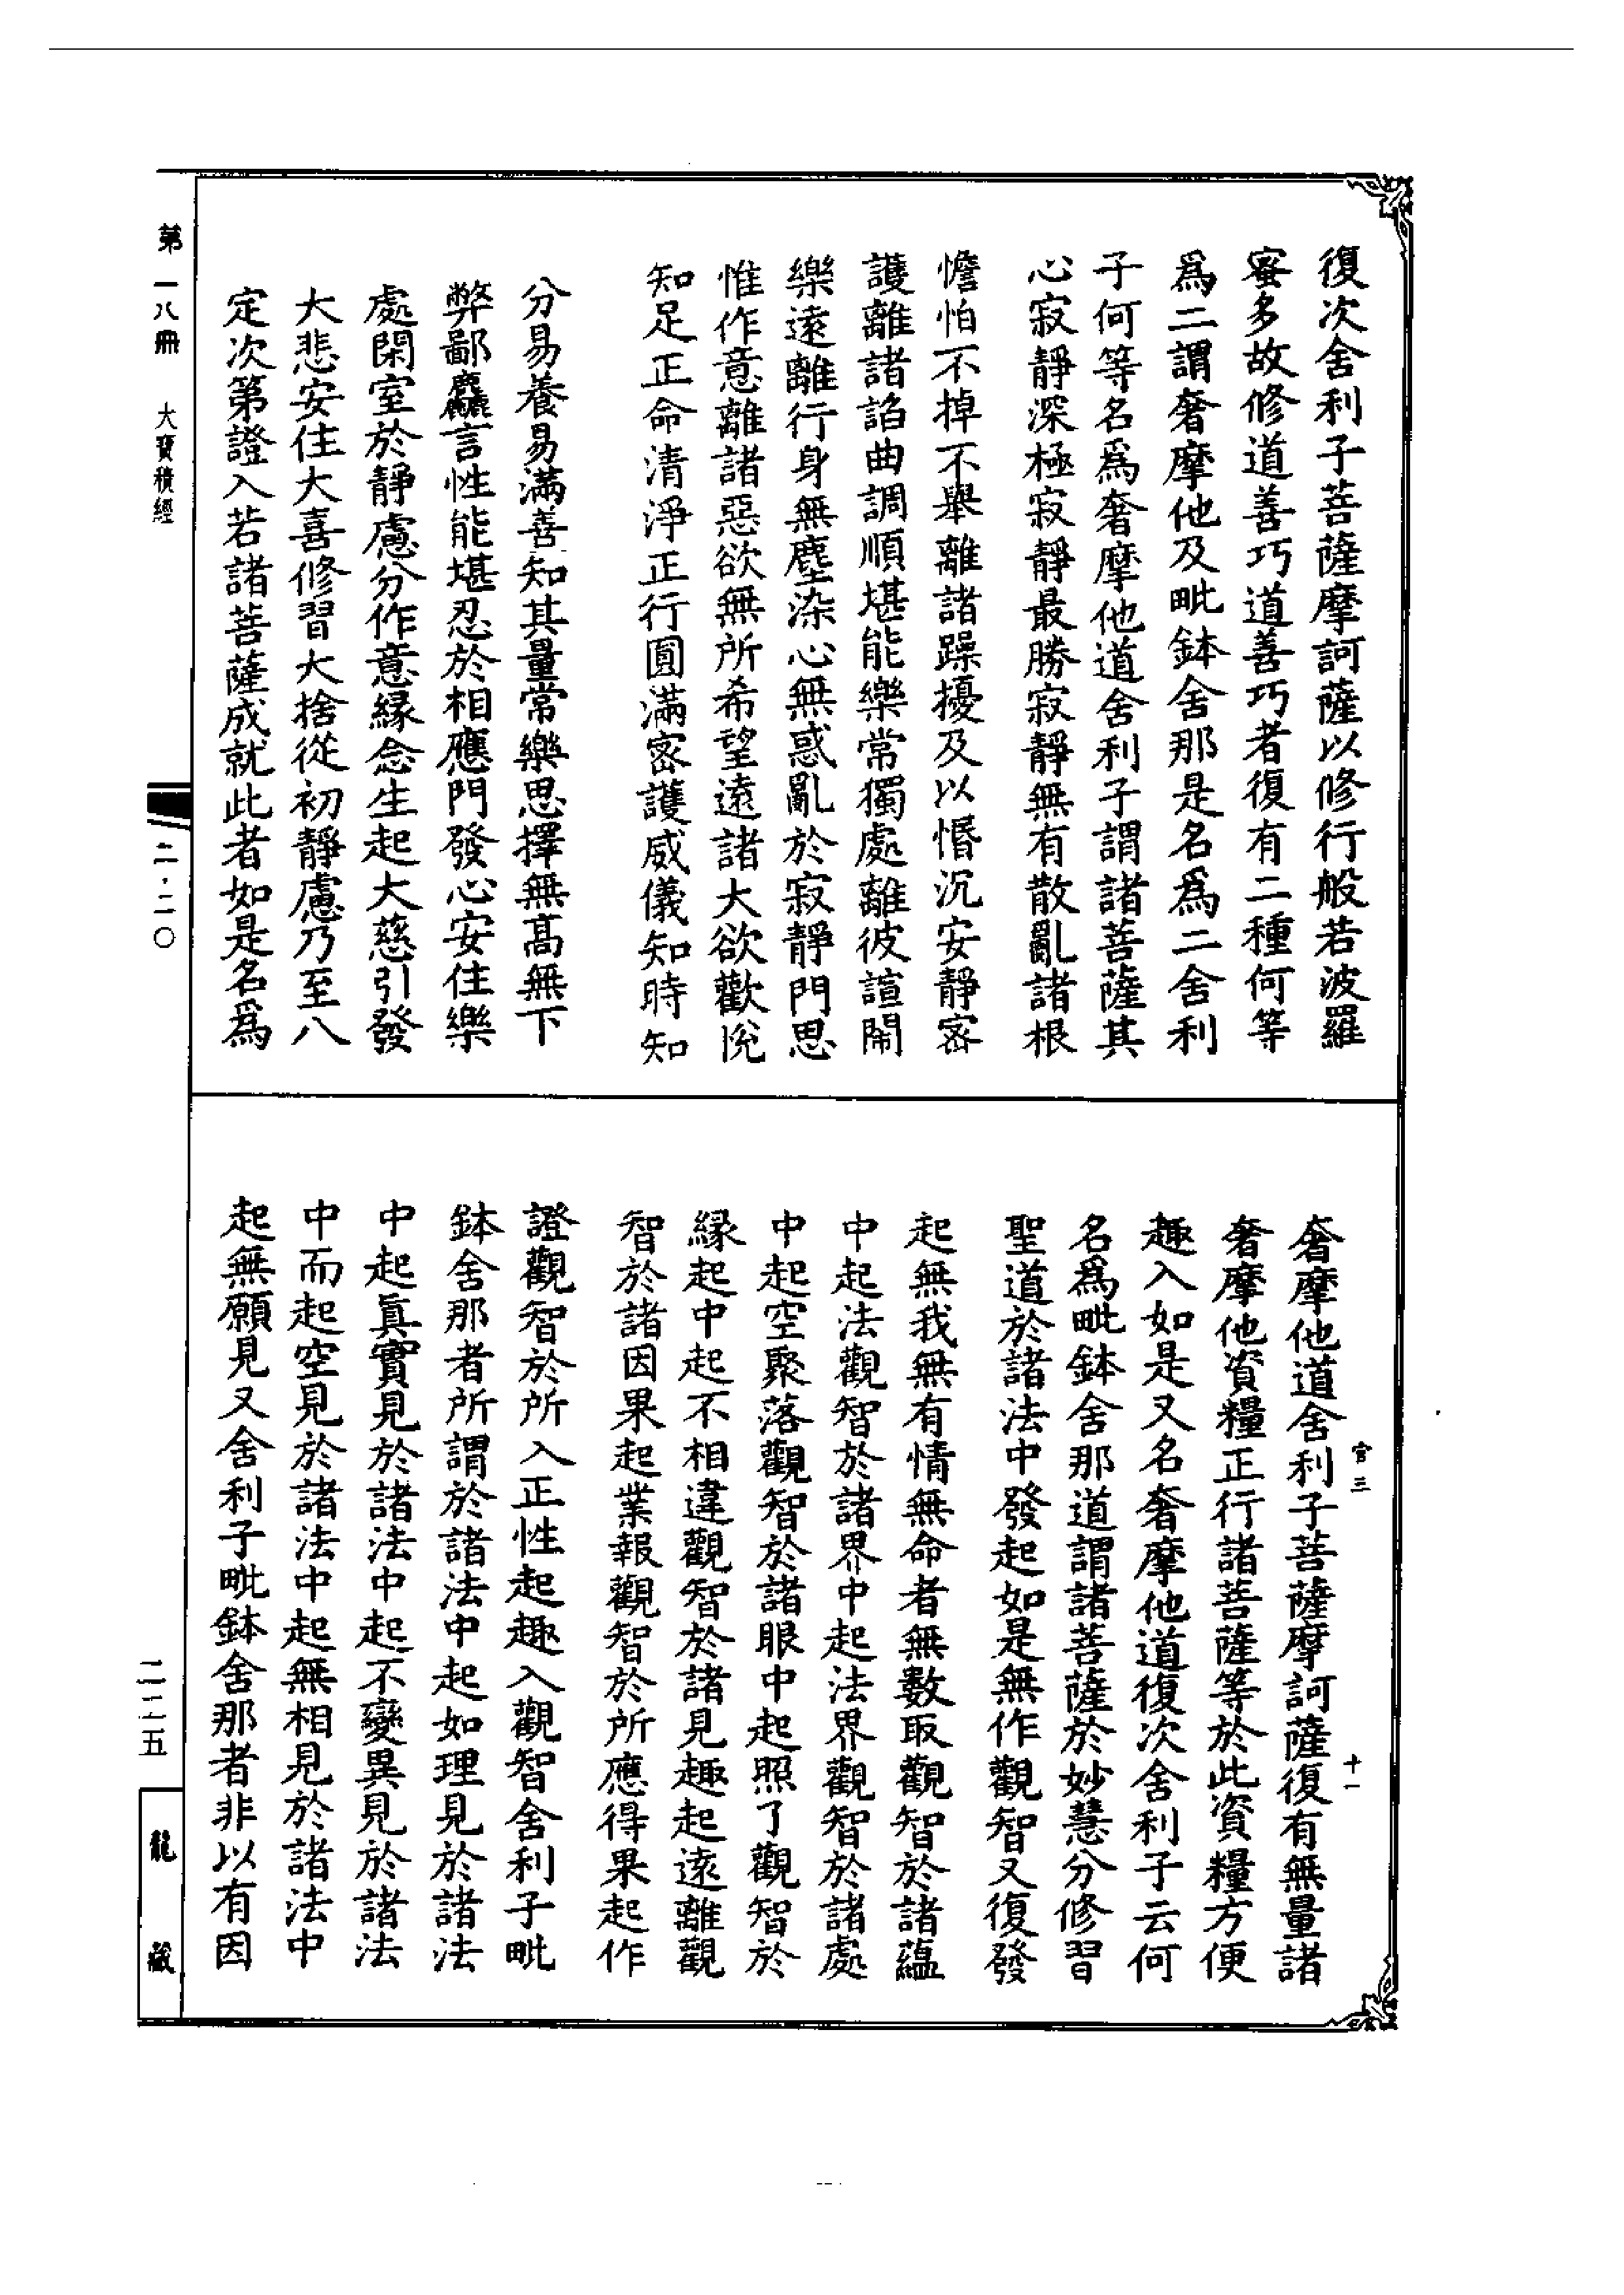 復次舍利子菩薩摩訶薩以修行般若波羅
蜜多故修道善巧道善巧者復有二種何等
爲二謂奢摩他及毗鉢舍那是名爲二舍利
子何等名爲奢摩他道舍利子謂諸菩薩其
心寂靜深極寂靜最勝寂靜無有散亂諸根
憺怕不掉不舉離諸躁擾及以惛沉安靜密
護離諸諂曲調順堪能樂常獨處離彼諠鬧
樂遠離行身無塵染心無惑亂於寂靜門思
惟作意離諸惡欲無所希望遠諸大欲歡悅
知足正命清淨正行圓滿密護威儀知時知
分易養易滿善知其量常樂思擇無高無下
弊鄙麤言性能堪忍於相應門發心安住樂
處閑室於靜慮分作意緣念生起大慈引發
大悲安住大喜修習大捨從初靜慮乃至八
定次第證入若諸菩薩成就此者如是名爲
奢摩他道舍利子菩薩摩訶薩復有無量諸
奢摩他資糧正行諸菩薩等於此資糧方便
趣入如是又名奢摩他道復次舍利子云何
名爲毗鉢舍那道謂諸菩薩於妙慧分修習
聖道於諸法中發起如是無作觀智又復發
起無我無有情無命者無數取觀智於諸蘊
中起法觀智於諸界中起法界觀智於諸處
中起空聚落觀智於諸眼中起照了觀智於
緣起中起不相違觀智於諸見趣起遠離觀
智於諸因果起業報觀智於所應得果起作
證觀智於所入正性起趣入觀智舍利子毗
鉢舍那者所謂於諸法中起如理見於諸法
中起眞實見於諸法中起不變異見於諸法
中而起空見於諸法中起無相見於諸法中
起無願見又舍利子毗鉢舍那者非以有因
官三
十一
第一八冊　大寶積經
二·二〇
二二五
龍藏